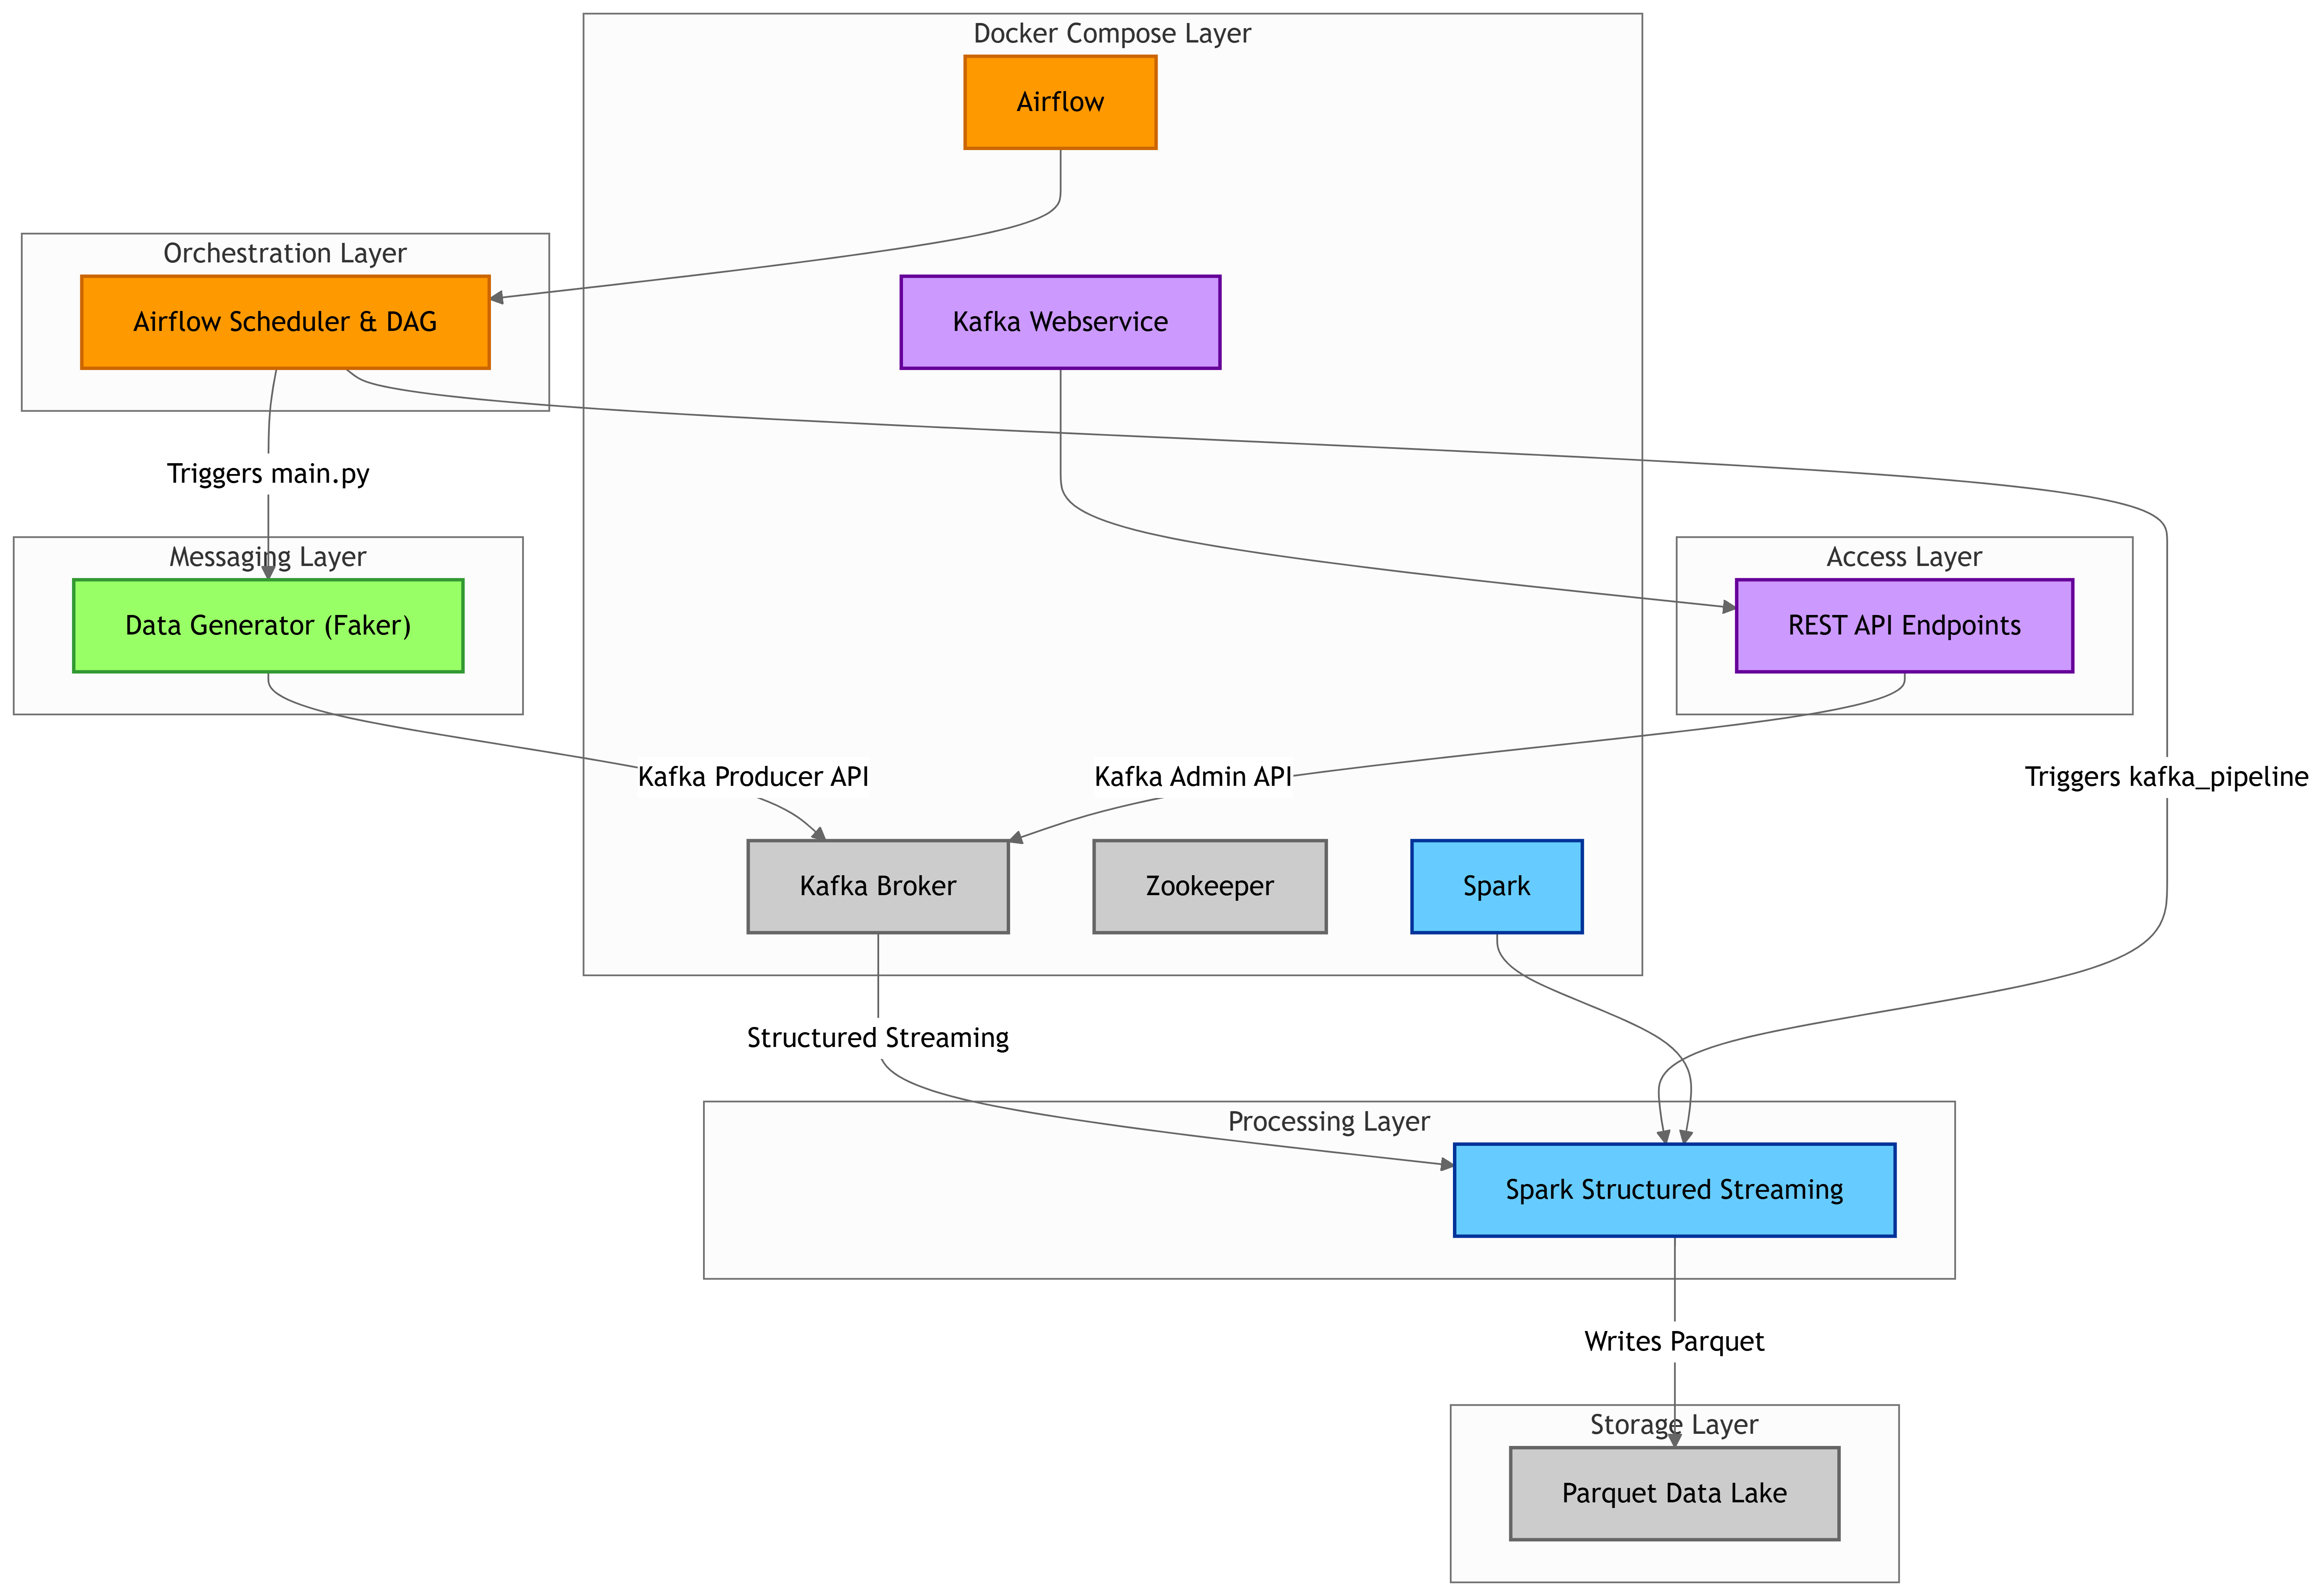 Docker Compose Layer
Airflow
Orchestration Layer
Airflow Scheduler & DAG
Kafka Webservice
Triggers main.py
Messaging Layer
Data Generator (Faker)
Access Layer
REST API Endpoints
Kafka Producer API
Kafka Admin API
Triggers kafka_pipeline
Kafka Broker
Zookeeper
Spark
Structured Streaming
Processing Layer
Spark Structured Streaming
Writes Parquet
Storage Layer
Parquet Data Lake